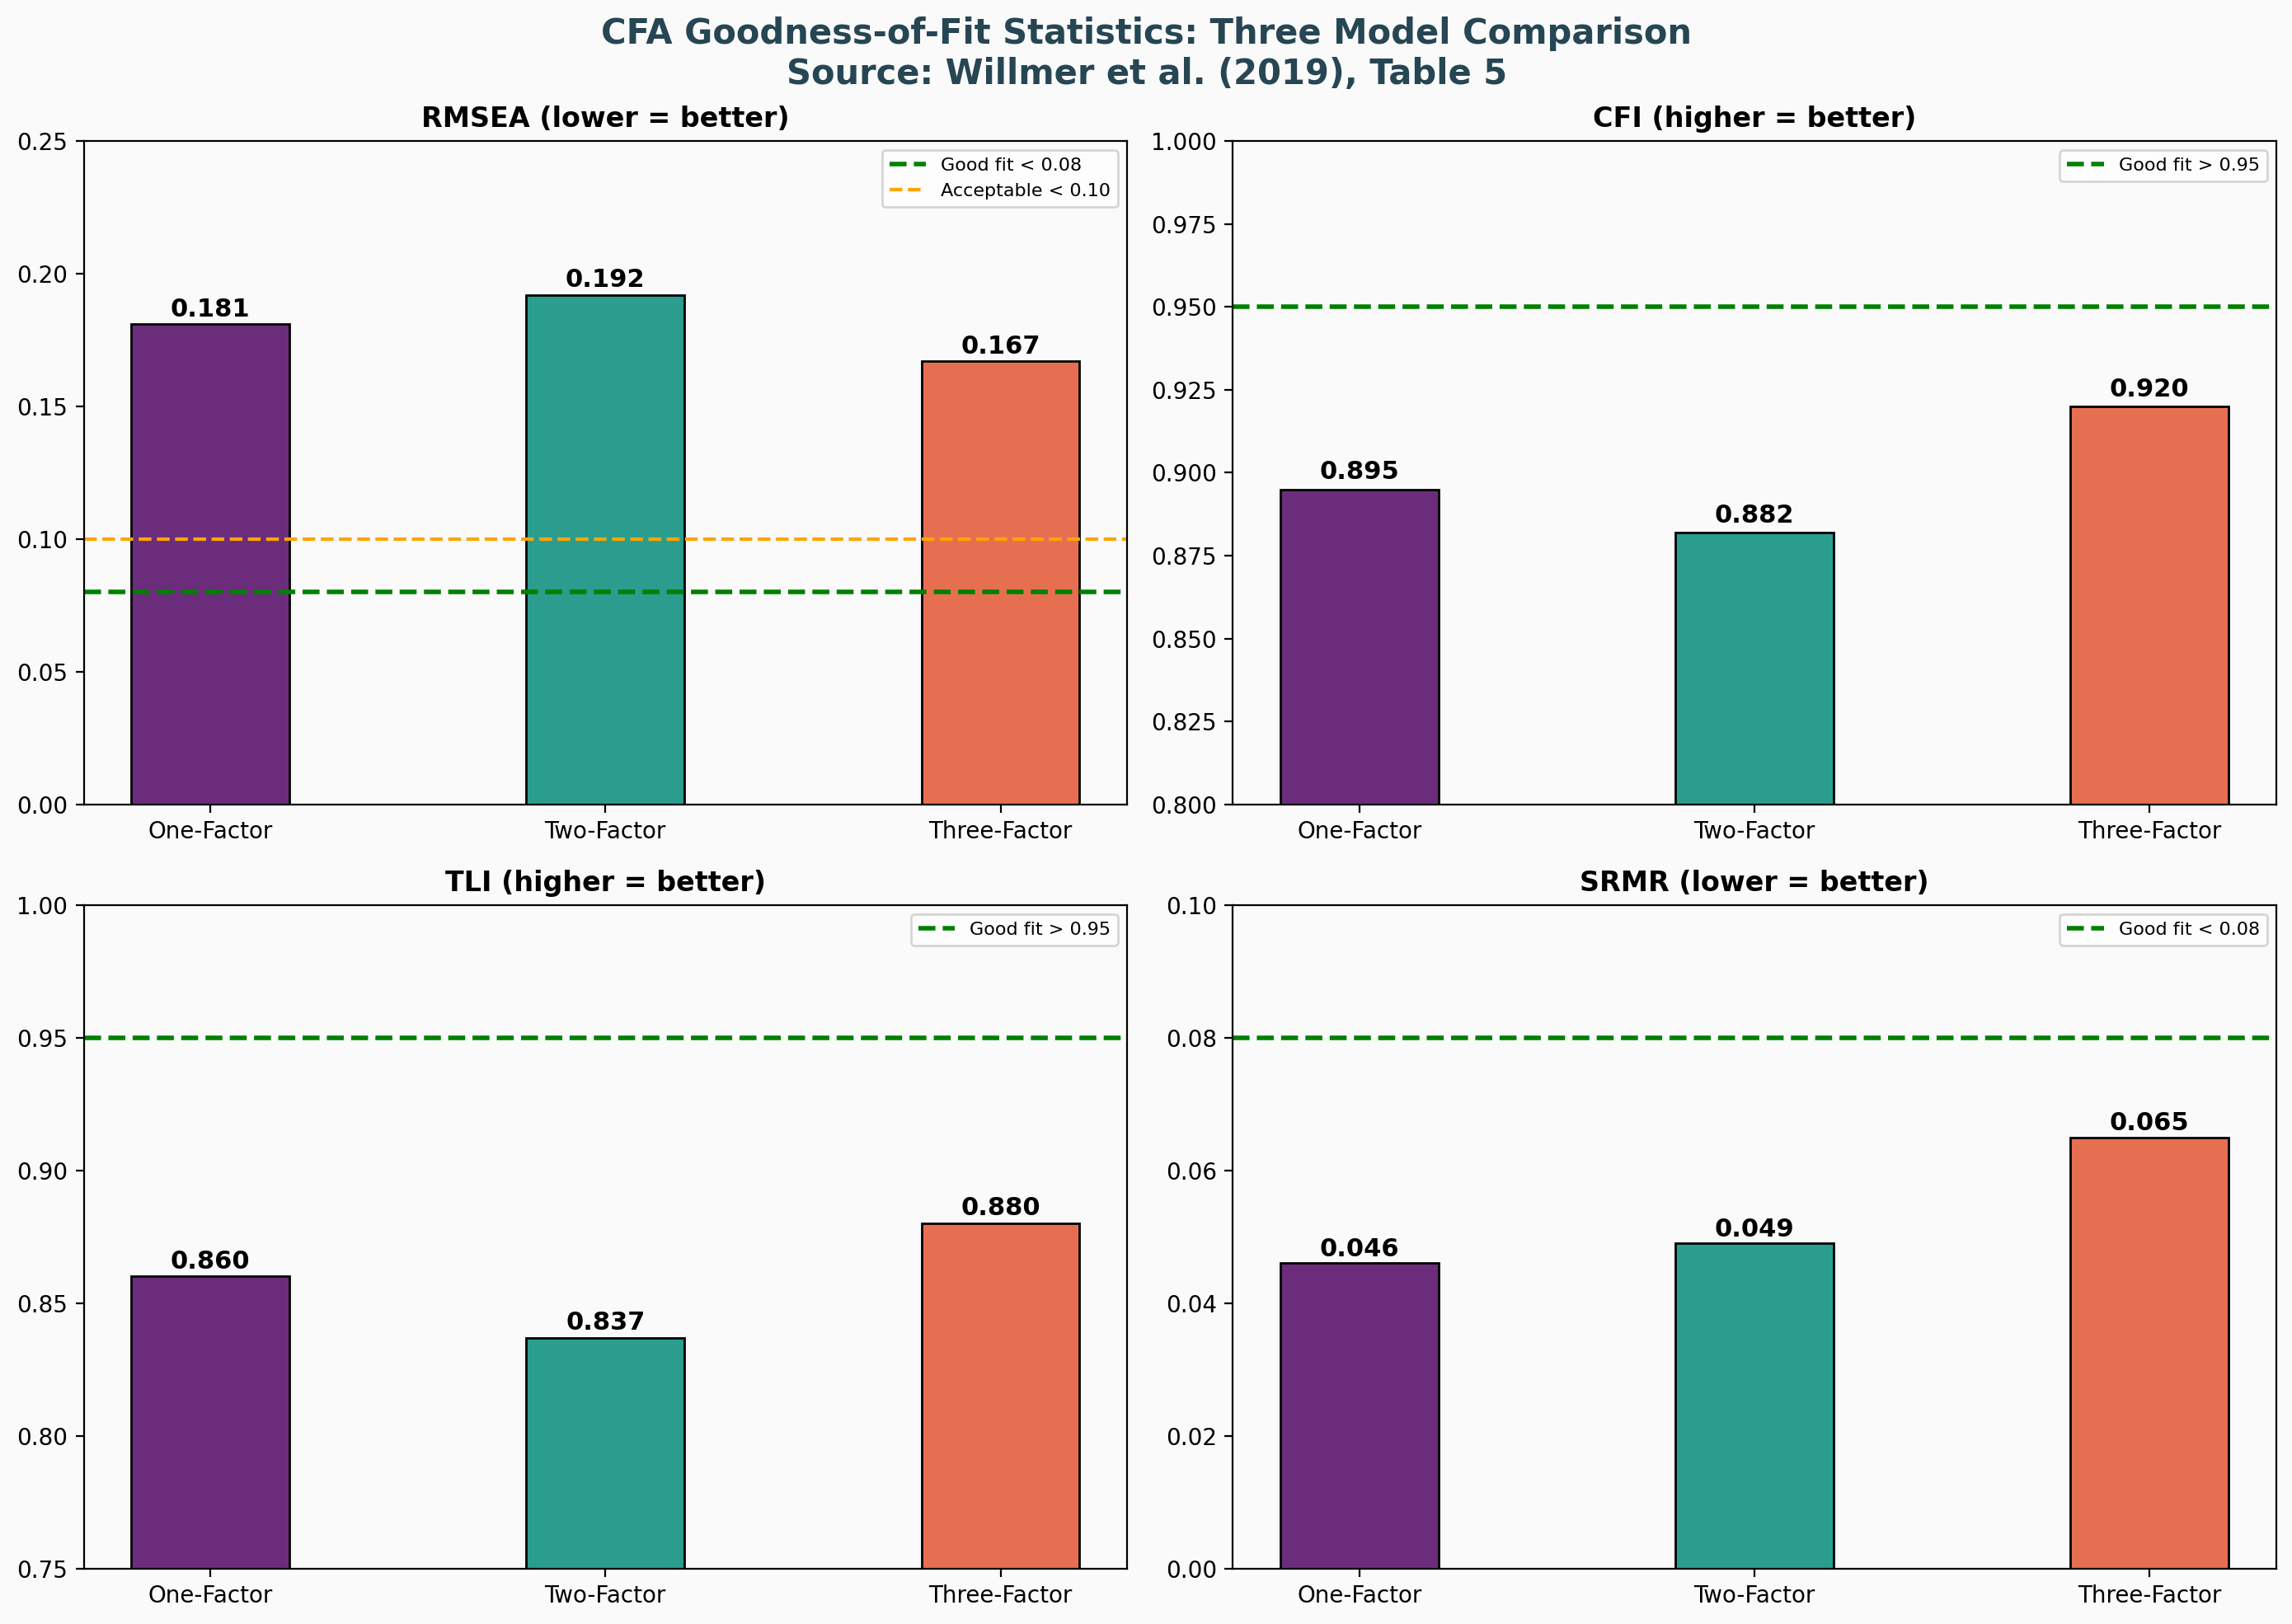 CFA Goodness-of-Fit Statistics: Three Model Comparison
Source: Willmer et al. (2019), Table 5
RMSEA (lower = better)
0.25
0.20
0.15
0.10
0.05
0.00
Good fit < 0.08
Acceptable < 0.10
0.181
0.192
0.167
One-Factor
Two-Factor
Three-Factor
CFI (higher = better)
1.000
0.975
0.950
0.925
0.900
0.875
0.850
0.825
0.800
Good fit > 0.95
0.895
0.882
0.920
One-Factor
Two-Factor
Three-Factor
TLI (higher = better)
1.00
0.95
0.90
0.85
0.80
0.75
Good fit > 0.95
0.860
0.837
0.880
One-Factor
Two-Factor
Three-Factor
SRMR (lower = better)
0.10
0.08
0.06
0.04
0.02
0.00
Good fit < 0.08
0.046
0.049
0.065
One-Factor
Two-Factor
Three-Factor